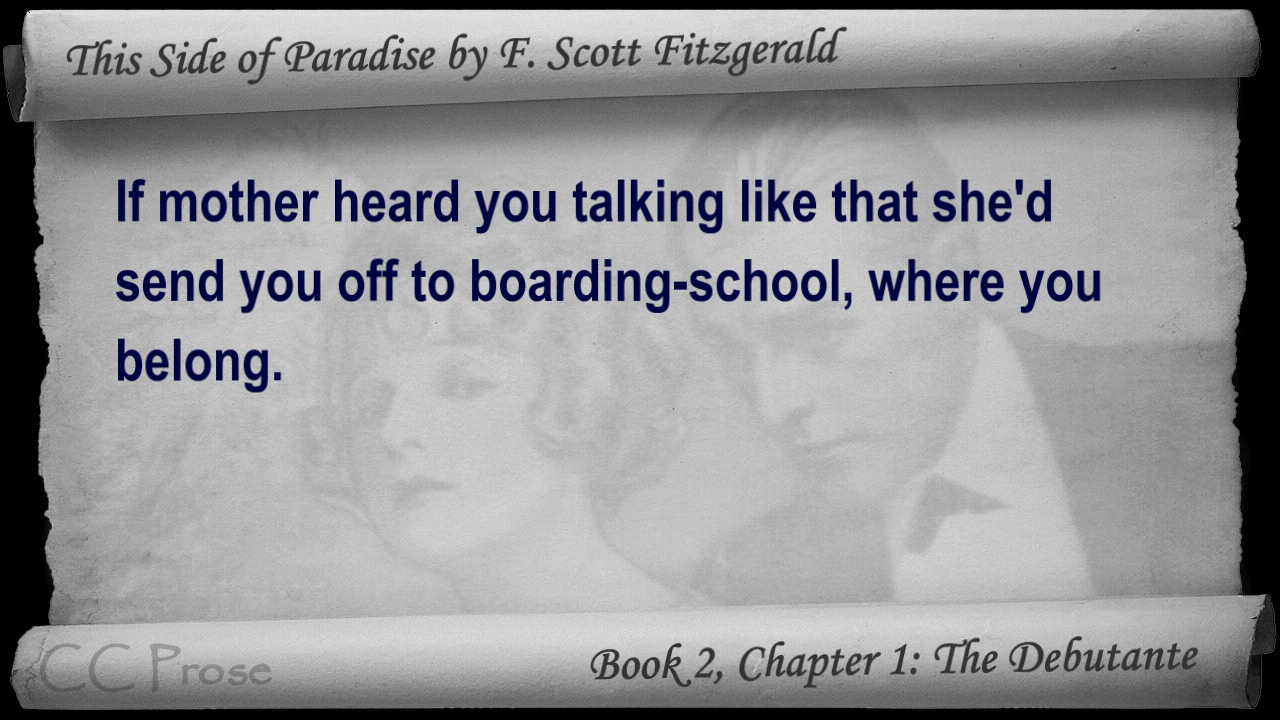 This Side of Paradise by F. Scott Fitzgerald
If mother heard you talking like that she'd
send you off to boarding-school, where you
belong.
CC Prose
Book 2, Chapter 1: The Debutante